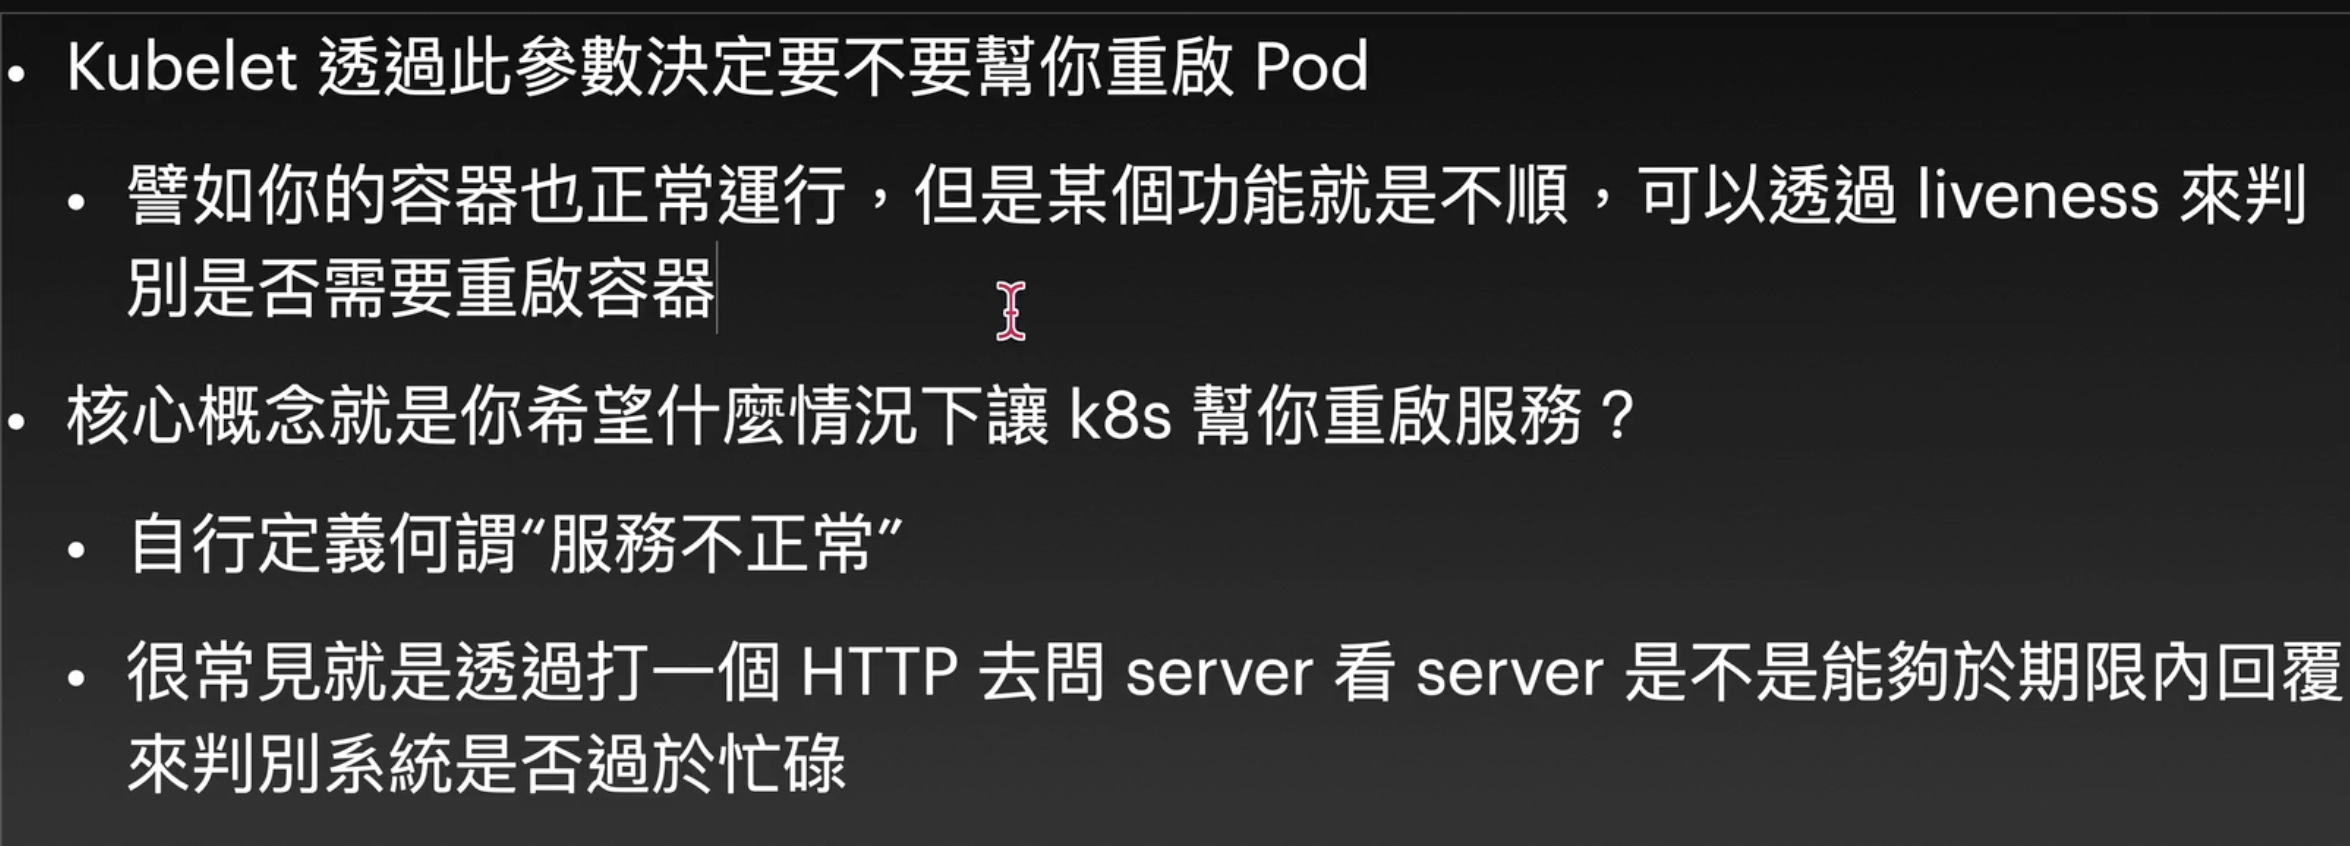 • Kubelet 透過此參數決定要不要幫你重啟 Pod
• 譬如你的容器也正常運行，但是某個功能就是不順，可以透過 liveness 來判
別是否需要重啟容器
• 核心概念就是你希望什麼情況下讓 k8s 幫你重啟服務？
• 自行定義何謂“服務不正常”
• 很常見就是透過打一個 HTTP 去問 server 看 server 是不是能夠於期限內回覆
來判別系統是否過於忙碌